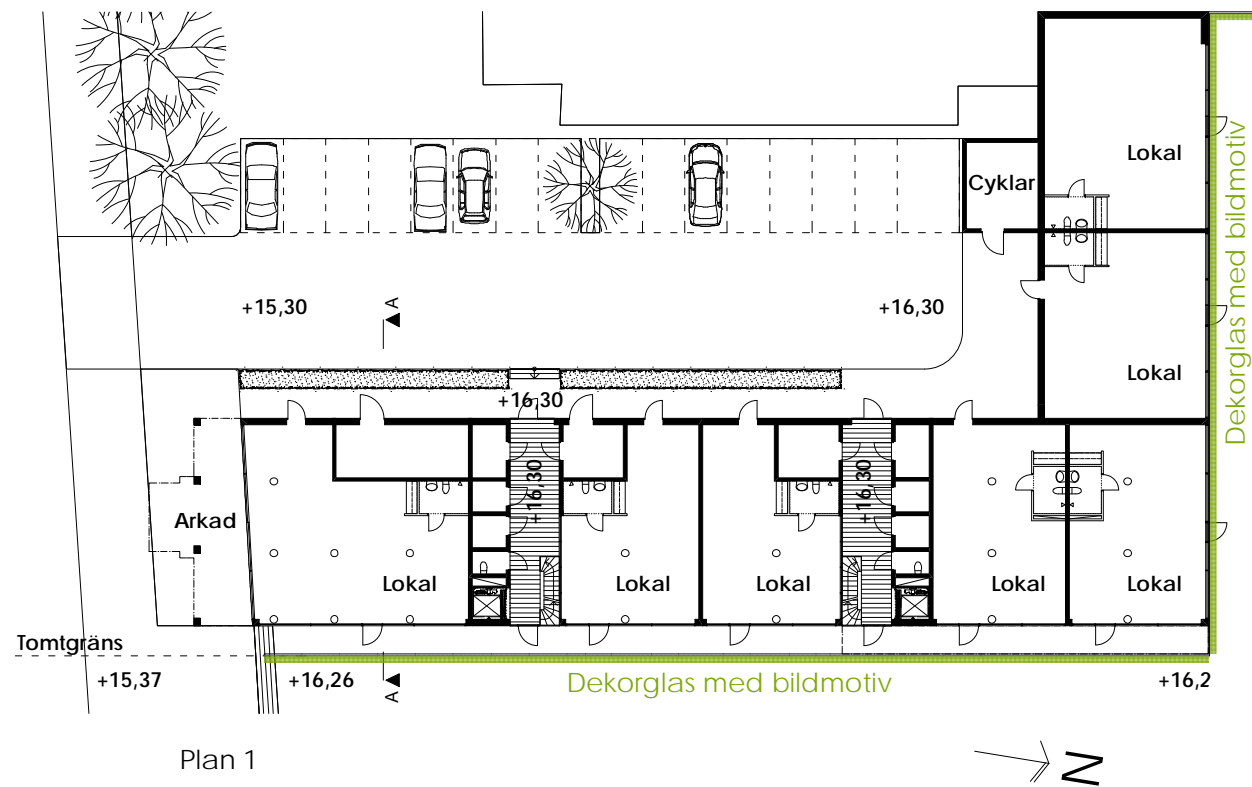 Lokal
Dekorglas med bildmotiv
Cyklar
+15,30
A
+16,30
Lokal
+16,30
+16,30
+16,30
Arkad
Lokal
Lokal
Lokal
Lokal
Lokal
Tomtgräns
+15,37
+16,26
A
Dekorglas med bildmotiv
+16,2
Plan 1
N